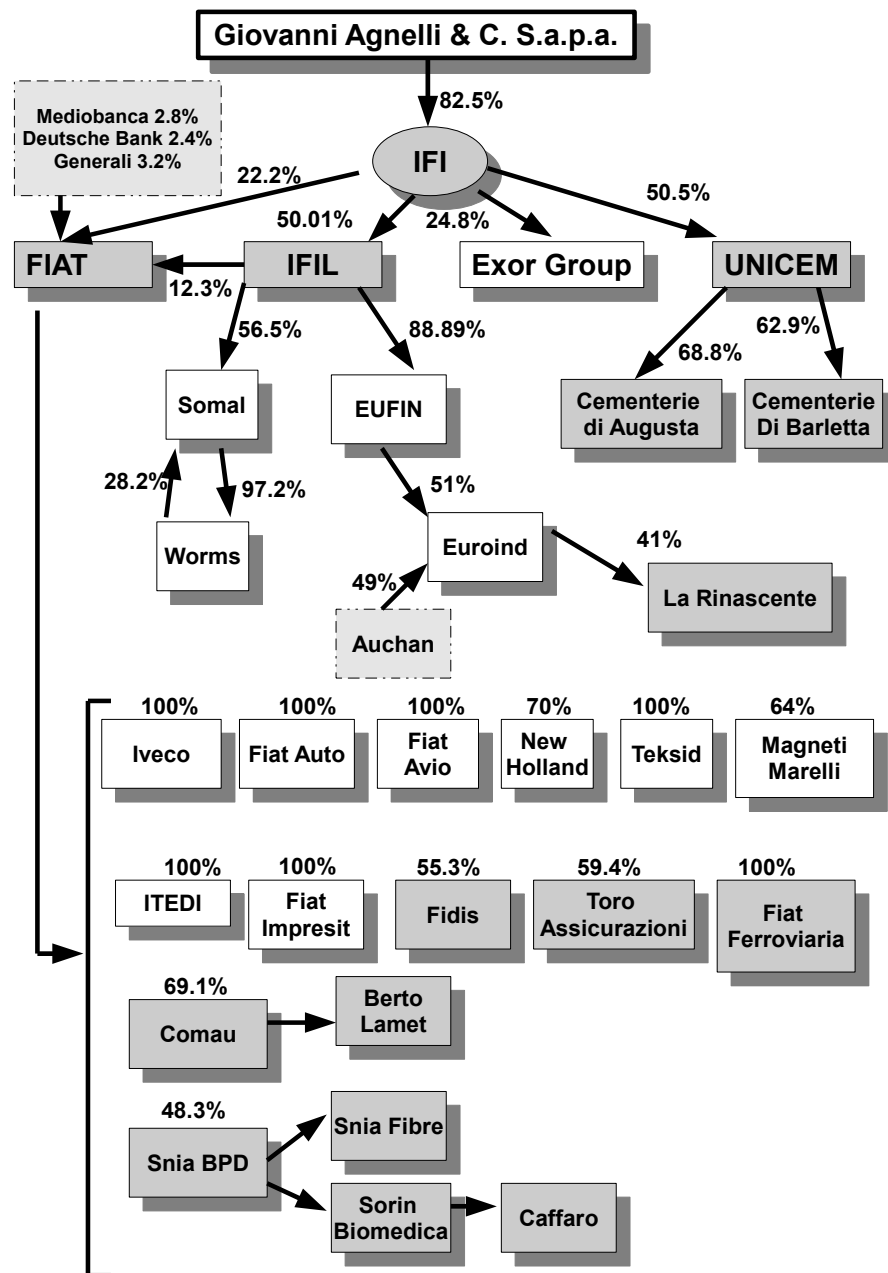 Giovanni Agnelli & C. S.a.p.a.
82.5%
Mediobanca 2.8%
Deutsche Bank 2.4%
Generali 3.2%
IFI
22.2%
50.01%
24.8%
50.5%
FIAT
IFIL
Exor Group
UNICEM
12.3%
56.5%
88.89%
68.8%
62.9%
Somal
EUFIN
Cementerie
di Augusta
Cementerie
Di Barletta
28.2%
97.2%
51%
Worms
Euroind
41%
49%
La Rinascente
Auchan
100%
100%
100%
70%
100%
64%
Iveco
Fiat Auto
Fiat
Avio
New
Holland
Teksid
Magneti
Marelli
100%
100%
55.3%
59.4%
100%
ITEDI
Fiat
Impresit
Fidis
Toro
Assicurazioni
Fiat
Ferroviaria
69.1%
Comau
Berto
Lamet
48.3%
Snia BPD
Snia Fibre
Sorin
Biomedica
Caffaro